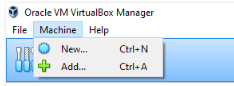 Oracle VM VirtualBox Manager
File Machine Help
New... Ctrl+N
Add... Ctrl+A